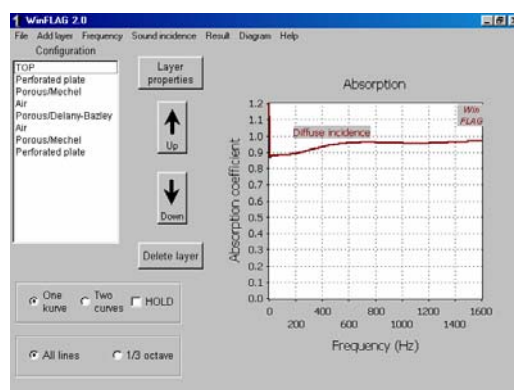 WinFLAG 2.0
File Add layer Frequency Sound incidence Result Diagram Help
Configuration
TOP
Perforated plate
Porous/Mechel
Air
Porous/Delany-Bazley
Air
Porous/Mechel
Perforated plate
Layer
properties
Up
Down
Delete layer
One
kurve
Two
curves
HOLD
All lines
1/3 octave
Absorption
Win
FLAG
Diffuse incidence
Absorption coefficient
1.2
1.1
1.0
0.9
0.8
0.7
0.6
0.5
0.4
0.3
0.2
0.1
0.0
0 400 800 1200 1600
200 600 1000 1400
Frequency (Hz)